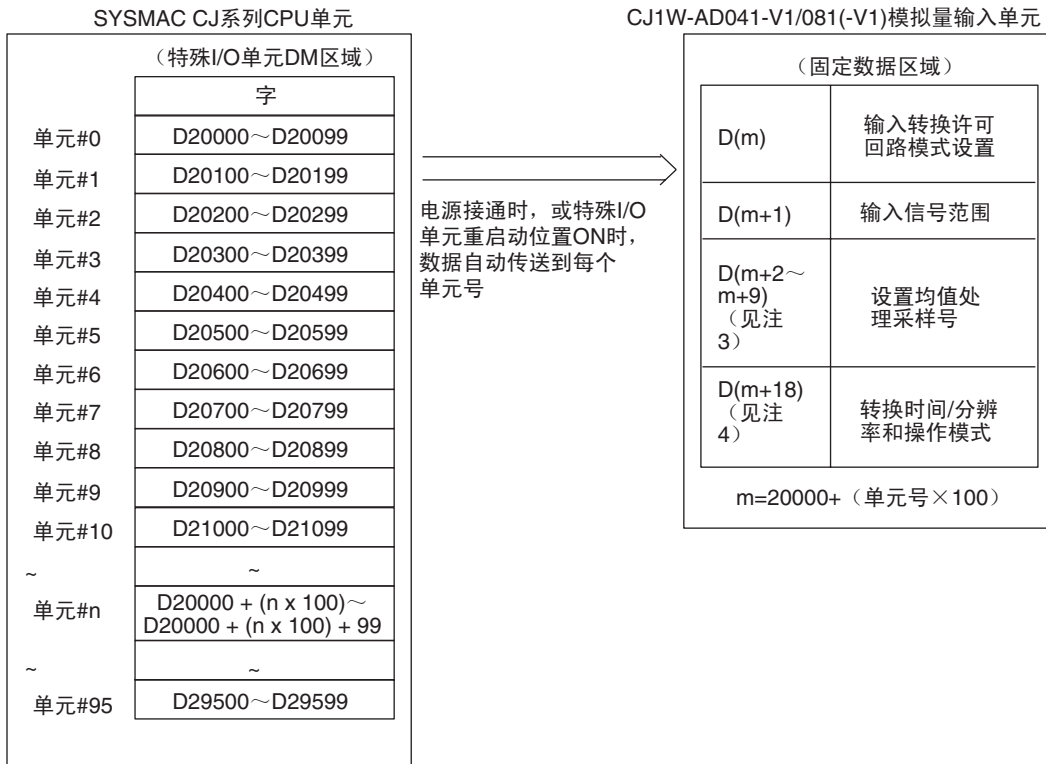 SYSMAC CJ系列CPU单元
（特殊I/O单元DM区域）
字
单元#0 D20000～D20099
单元#1 D20100～D20199
单元#2 D20200～D20299
单元#3 D20300～D20399
单元#4 D20400～D20499
单元#5 D20500～D20599
单元#6 D20600～D20699
单元#7 D20700～D20799
单元#8 D20800～D20899
单元#9 D20900～D20999
单元#10 D21000～D21099
~ ~
单元#n D20000 + (n x 100)～
D20000 + (n x 100) + 99
~ ~
单元#95 D29500～D29599
电源接通时，或特殊I/O
单元重启动位置ON时，
数据自动传送到每个
单元号
CJ1W-AD041-V1/081(-V1)模拟量输入单元
（固定数据区域）
D(m)
输入转换许可
回路模式设置
D(m+1)
输入信号范围
D(m+2～
m+9)
（见注
3）
设置均值处
理采样号
D(m+18)
（见注
4）
转换时间/分辨
率和操作模式
m=20000+（单元号×100）